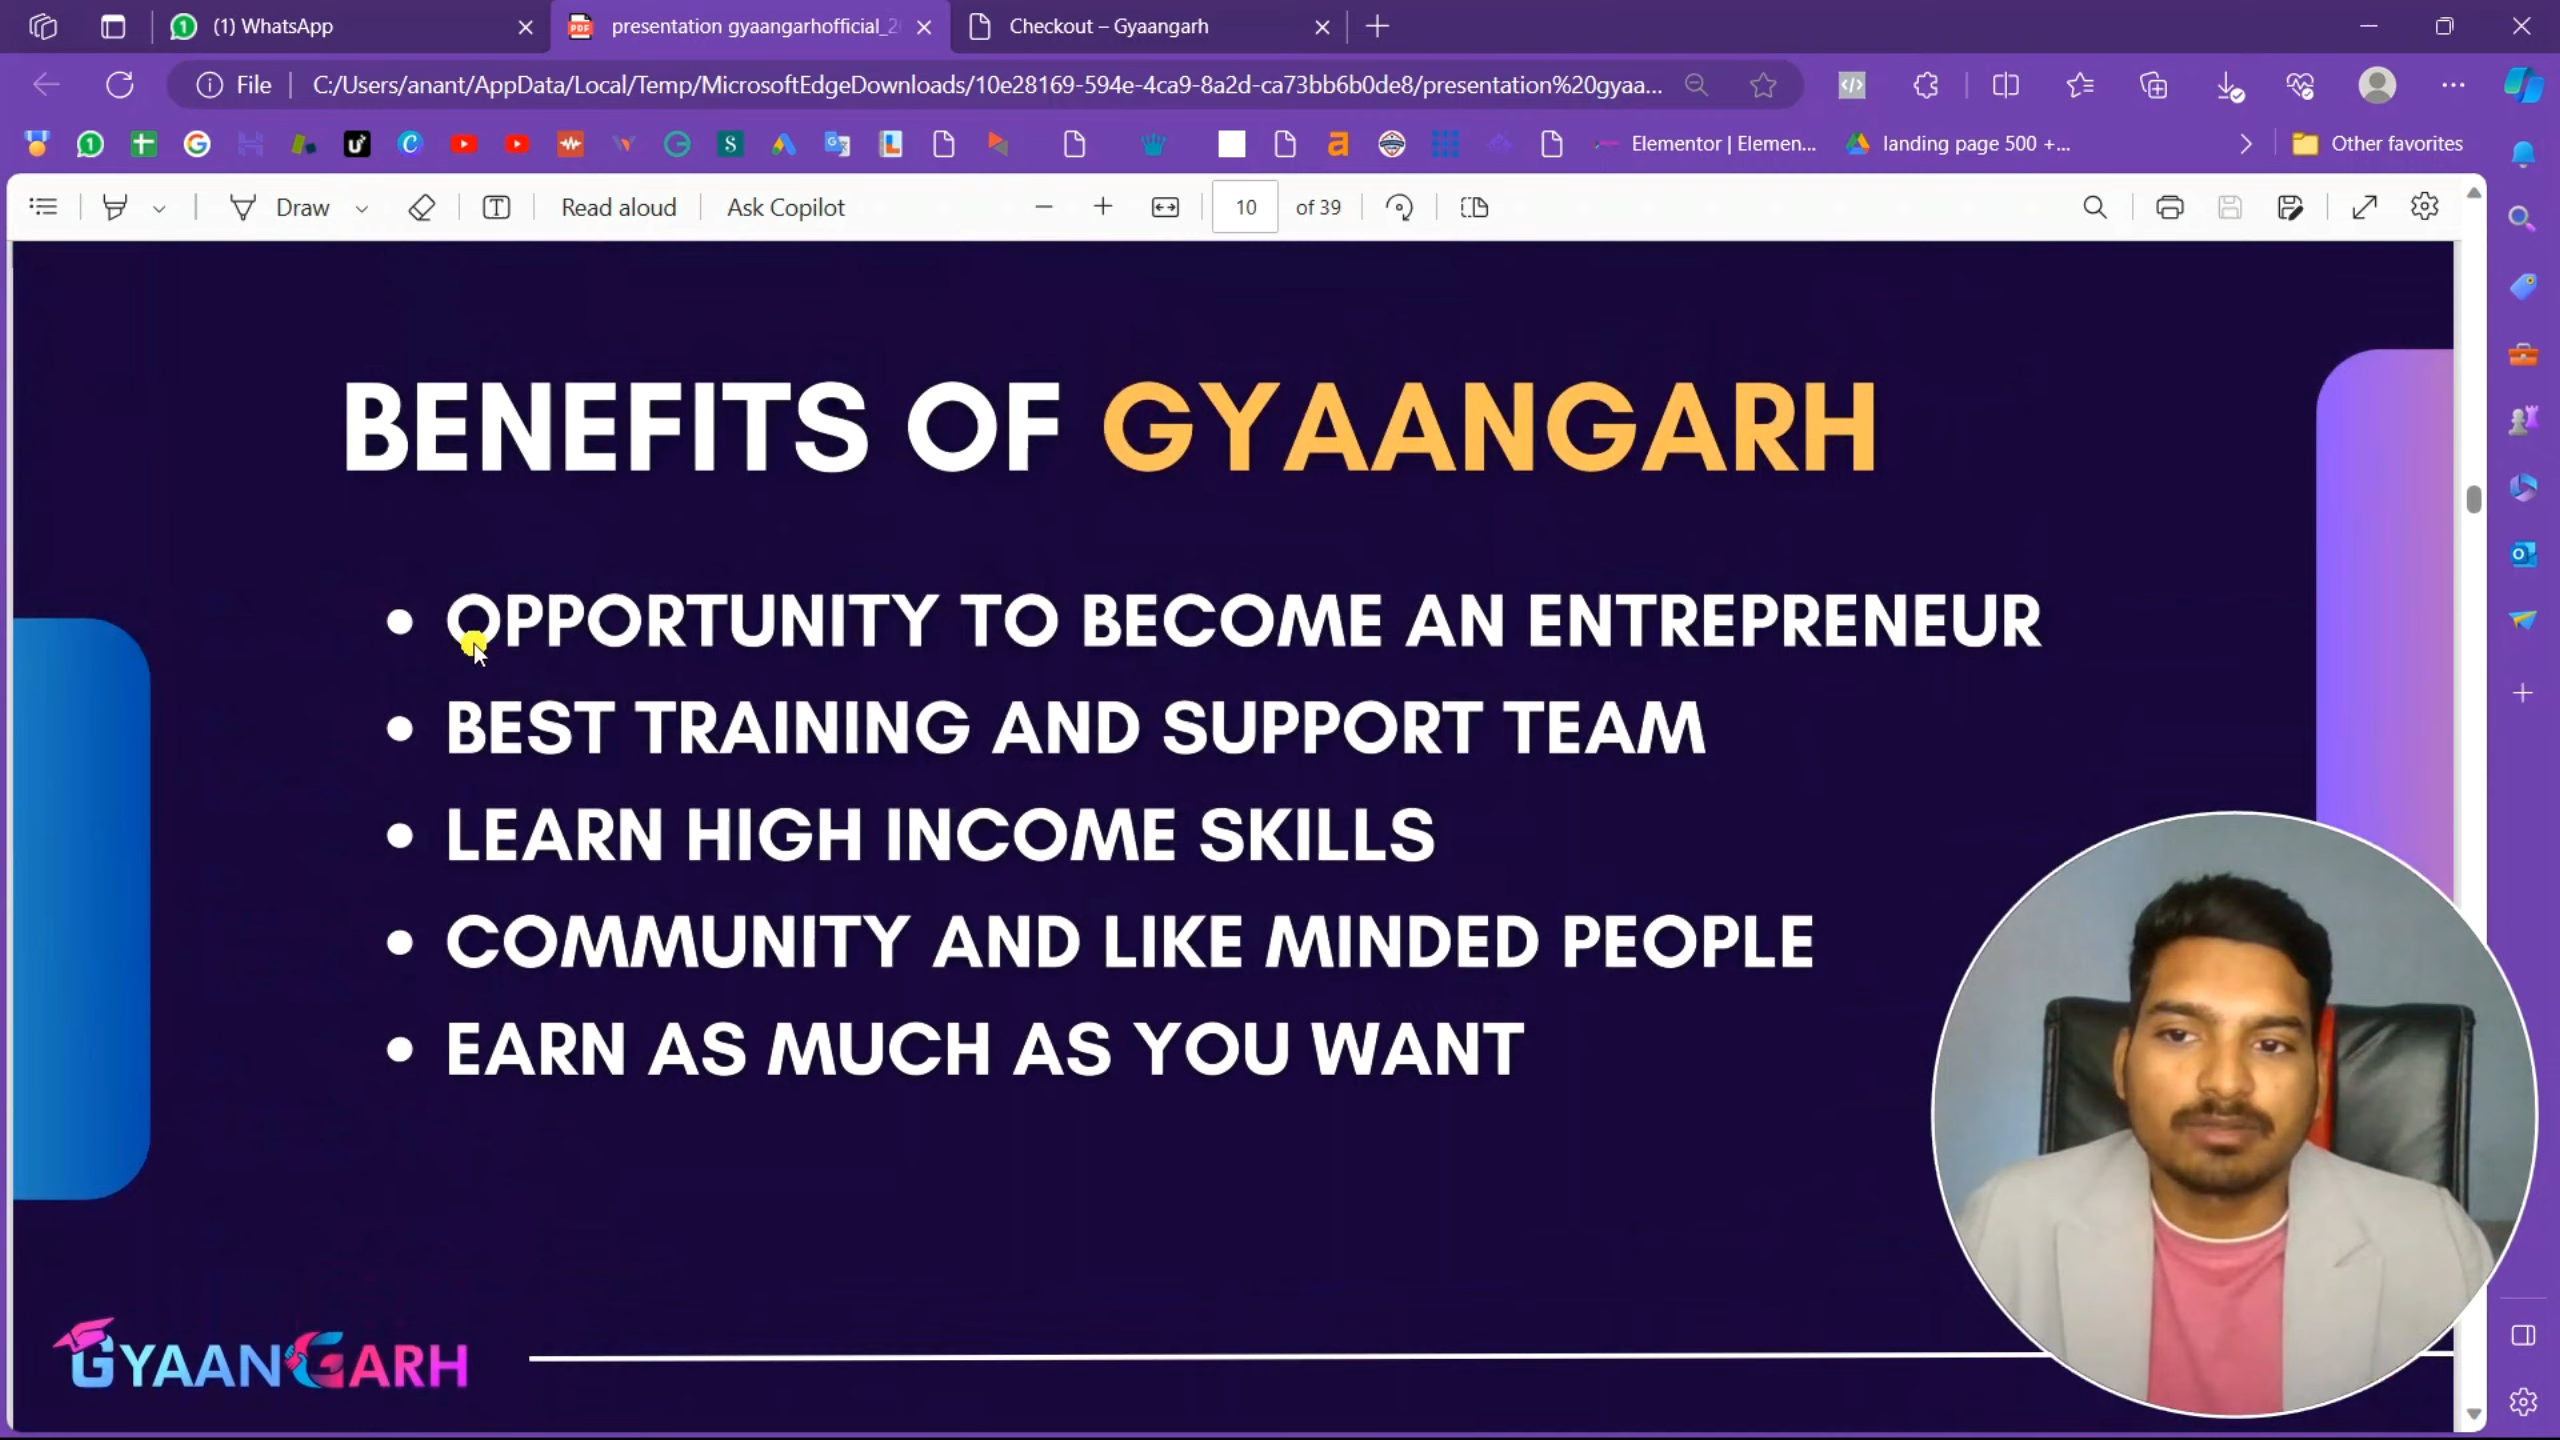 (1) WhatsApp
presentation gyaangarhofficial_2
Checkout – Gyaangarh
File
C:/Users/anant/AppData/Local/Temp/MicrosoftEdgeDownloads/10e28169-594e-4ca9-8a2d-ca73bb6b0de8/presentation%20gyaa...
Elementor | Elemen...
landing page 500 +...
Other favorites
Draw
Read aloud
Ask Copilot
10 of 39
BENEFITS OF GYAANGARH
• OPPORTUNITY TO BECOME AN ENTREPRENEUR
• BEST TRAINING AND SUPPORT TEAM
• LEARN HIGH INCOME SKILLS
• COMMUNITY AND LIKE MINDED PEOPLE
• EARN AS MUCH AS YOU WANT
GYAANGARH